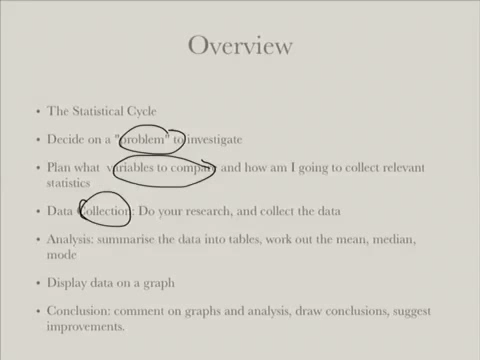 Overview
• The Statistical Cycle
• Decide on a "problem" to investigate
• Plan what variables to compare and how am I going to collect relevant
statistics
• Data Collection: Do your research, and collect the data
• Analysis: summarise the data into tables, work out the mean, median,
mode
• Display data on a graph
• Conclusion: comment on graphs and analysis, draw conclusions, suggest
improvements.